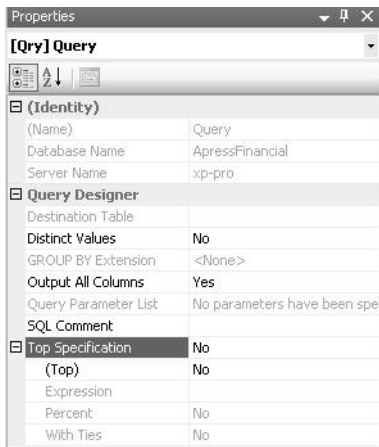 Properties
[Qry] Query
(Identity)
(Name) Query
Database Name ApressFinancial
Server Name xp-pro
Query Designer
Destination Table
Distinct Values No
GROUP BY Extension <None>
Output All Columns Yes
Query Parameter List No parameters have been spe
SQL Comment
Top Specification No
(Top) No
Expression
Percent No
With Ties No